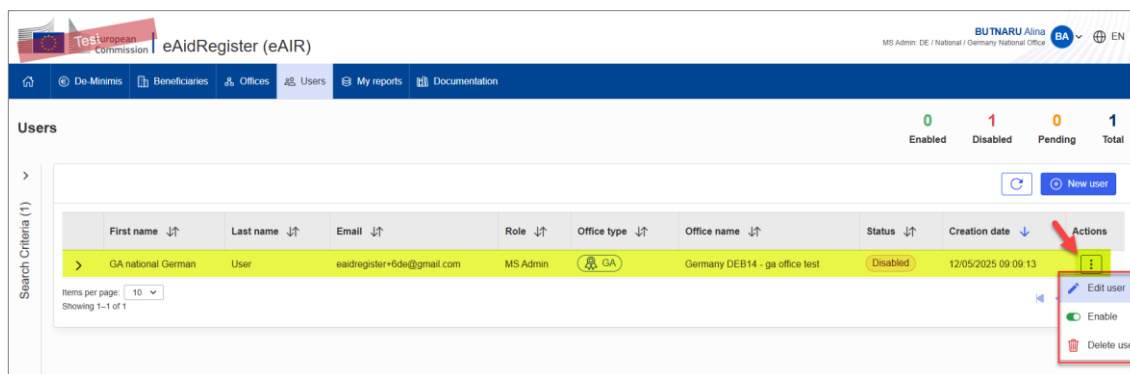 Test
European
Commission
eAidRegister (eAIR)
BUTNARU Alina
MS Admin: DE / National / Germany National Office
BA
EN
De-Minimis Beneficiaries Offices Users My reports Documentation
Users
0 1 0 1
Enabled Disabled Pending Total
Search Criteria (1)
New user
First name Last name Email Role Office type Office name Status Creation date Actions
GA national German User eaidregister+6de@gmail.com MS Admin GA Germany DEB14 - ga office test Disabled 12/05/2025 09:09:13
Items per page: 10
Showing 1–1 of 1
Edit user
Enable
Delete use